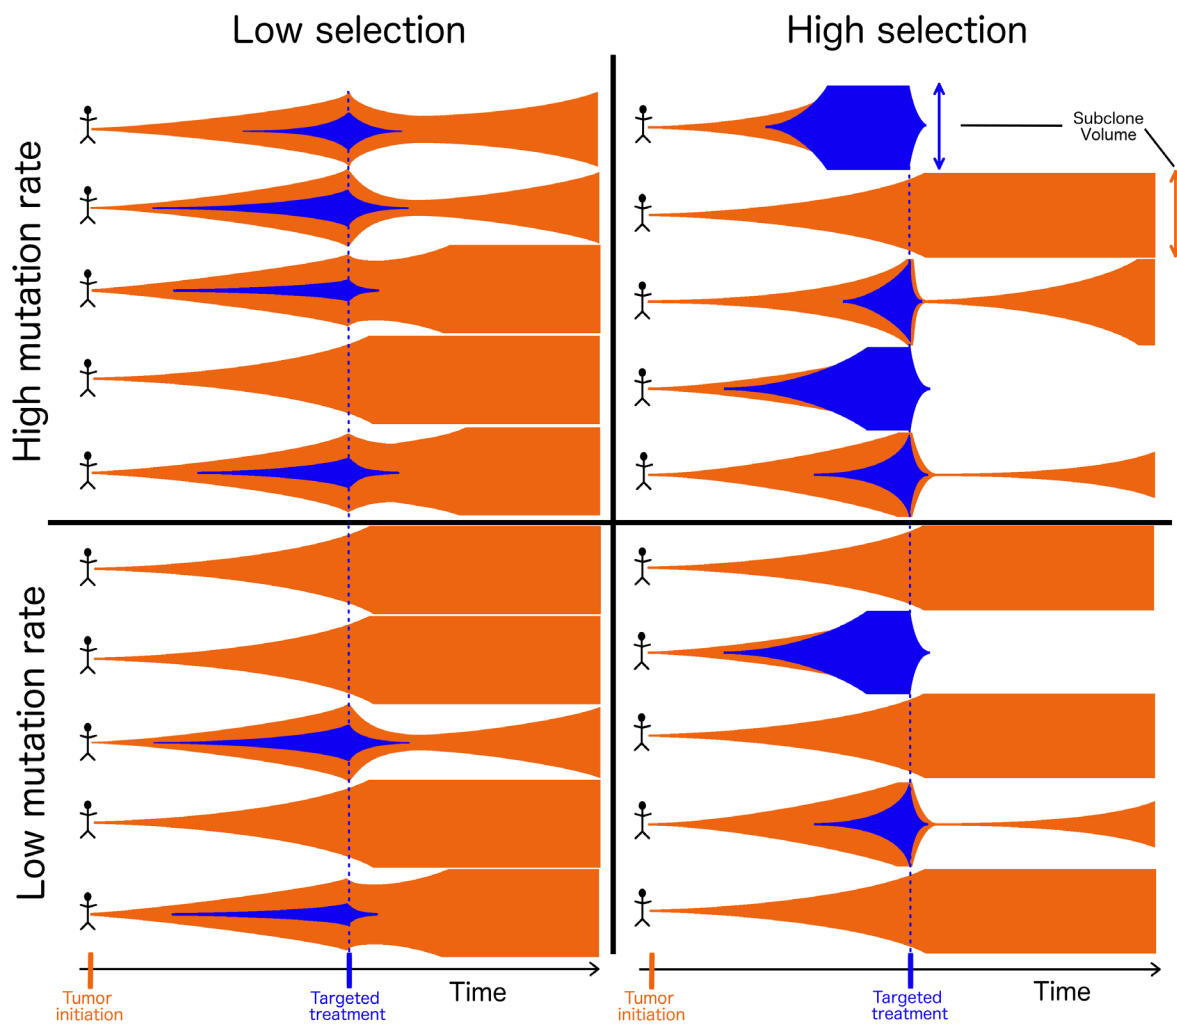 Low selection
High selection
Subclone
Volume
High mutation rate
Low mutation rate
Tumor
initiation
Targeted
treatment
Time
Tumor
initiation
Targeted
treatment
Time